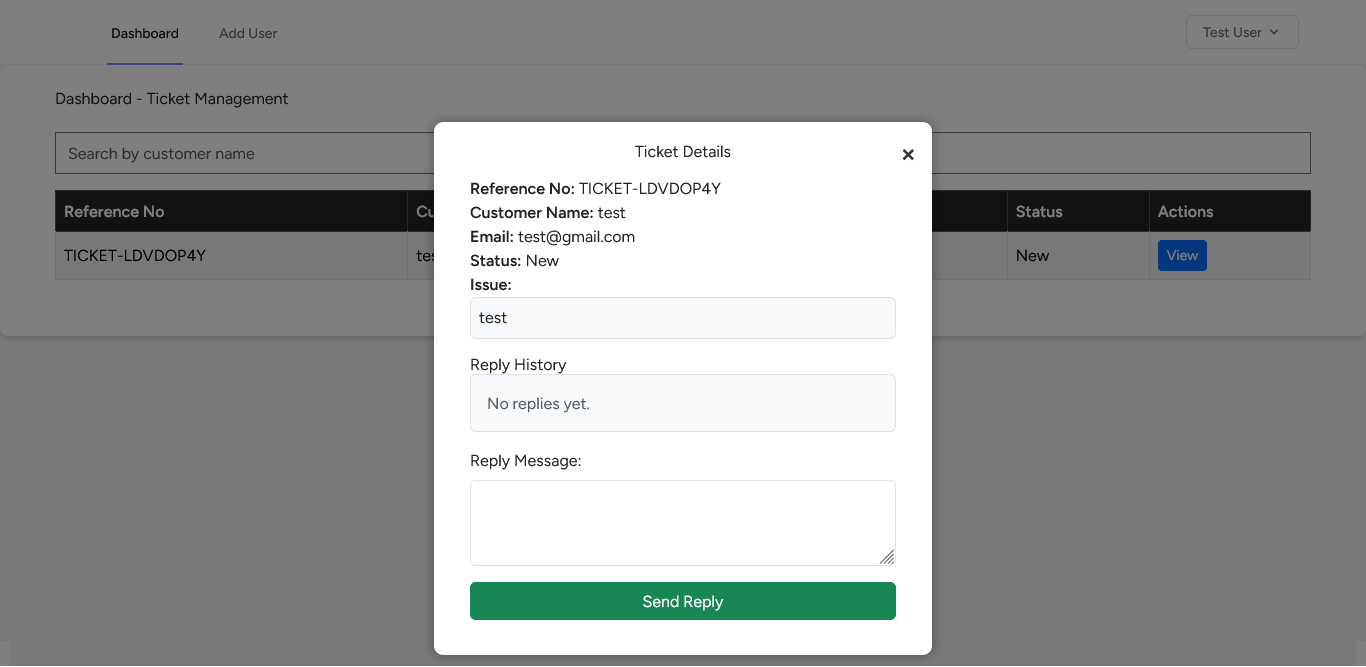 Dashboard Add User Test User
Dashboard - Ticket Management
Search by customer name
Reference No Cu Status Actions
TICKET-LDVDOP4Y tes New View
Ticket Details
Reference No: TICKET-LDVDOP4Y
Customer Name: test
Email: test@gmail.com
Status: New
Issue:
test
Reply History
No replies yet.
Reply Message:
Send Reply